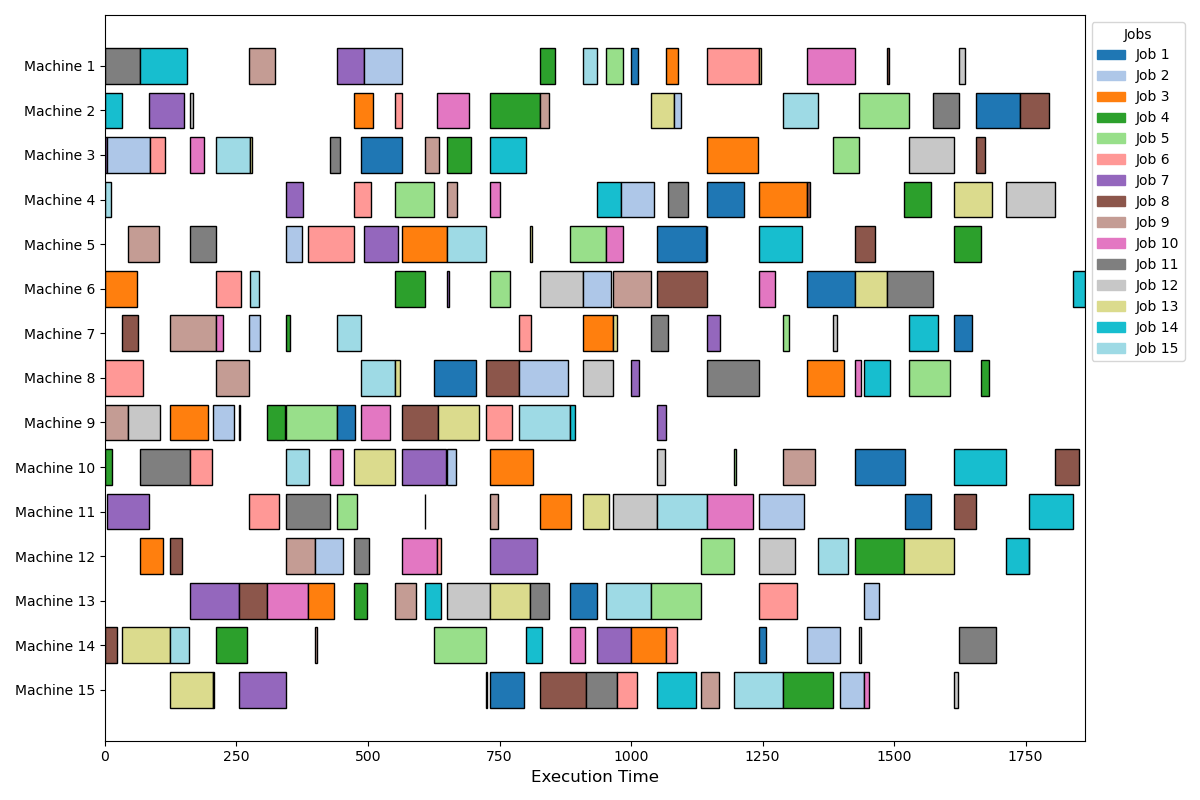 Machine 1
Machine 2
Machine 3
Machine 4
Machine 5
Machine 6
Machine 7
Machine 8
Machine 9
Machine 10
Machine 11
Machine 12
Machine 13
Machine 14
Machine 15
0 250 500 750 1000 1250 1500 1750
Execution Time
Jobs
Job 1
Job 2
Job 3
Job 4
Job 5
Job 6
Job 7
Job 8
Job 9
Job 10
Job 11
Job 12
Job 13
Job 14
Job 15